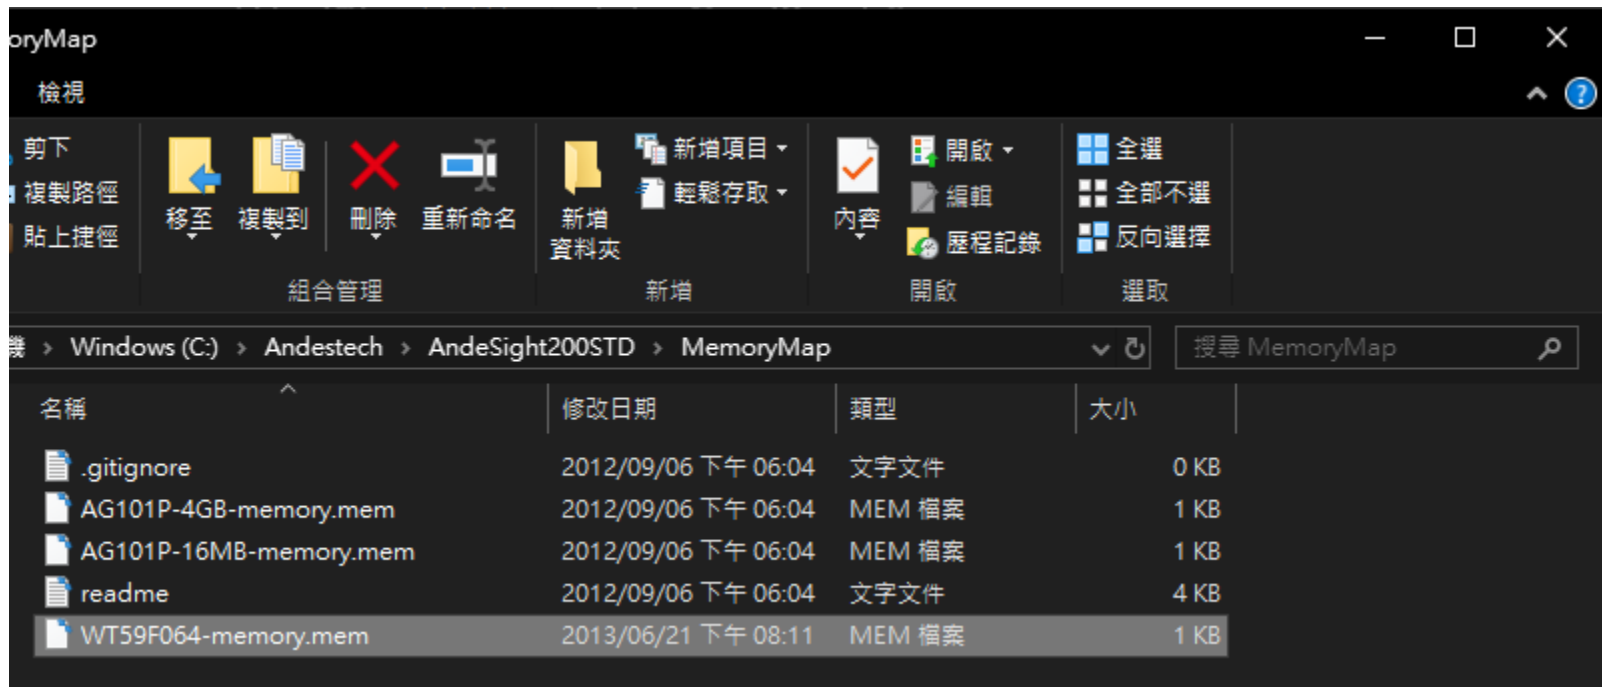 oryMap
檢視
剪下
複製路徑
貼上捷徑
移至
複製到
刪除
重新命名
組合管理
新增
資料夾
新增項目
輕鬆存取
新增
內容
開啟
編輯
歷程記錄
開啟
全選
全部不選
反向選擇
選取
機 › Windows (C:) › Andestech › AndeSight200STD › MemoryMap
搜尋 MemoryMap
名稱 修改日期 類型 大小
.gitignore 2012/09/06 下午 06:04 文字文件 0 KB
AG101P-4GB-memory.mem 2012/09/06 下午 06:04 MEM 檔案 1 KB
AG101P-16MB-memory.mem 2012/09/06 下午 06:04 MEM 檔案 1 KB
readme 2012/09/06 下午 06:04 文字文件 4 KB
WT59F064-memory.mem 2013/06/21 下午 08:11 MEM 檔案 1 KB